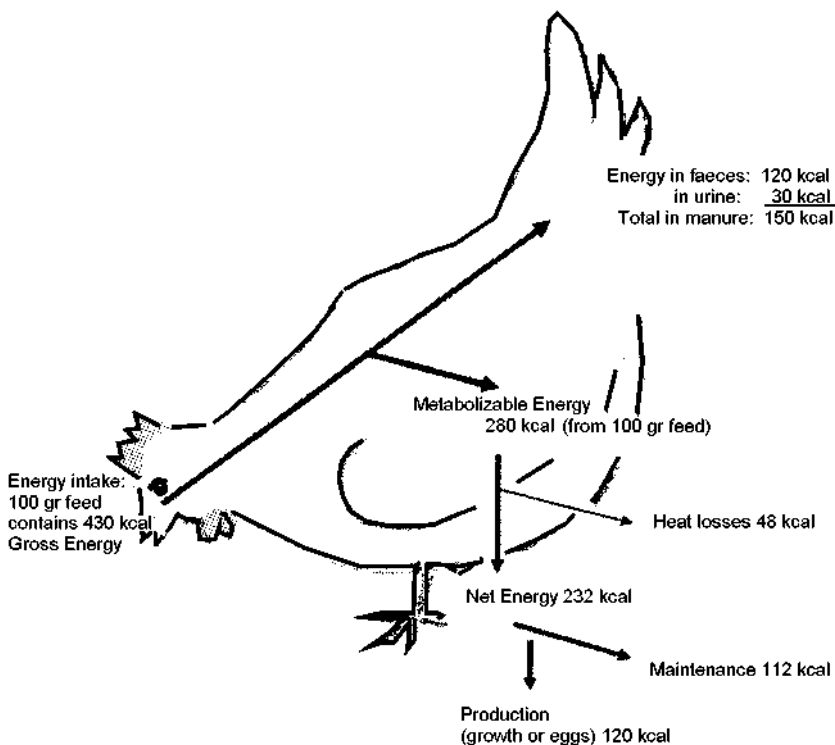 Energy in faeces: 120 kcal
in urine: 30 kcal
Total in manure: 150 kcal
Metabolizable Energy
280 kcal (from 100 gr feed)
Energy intake:
100 gr feed
contains 430 kcal
Gross Energy
Heat losses 48 kcal
Net Energy 232 kcal
Maintenance 112 kcal
Production
(growth or eggs) 120 kcal